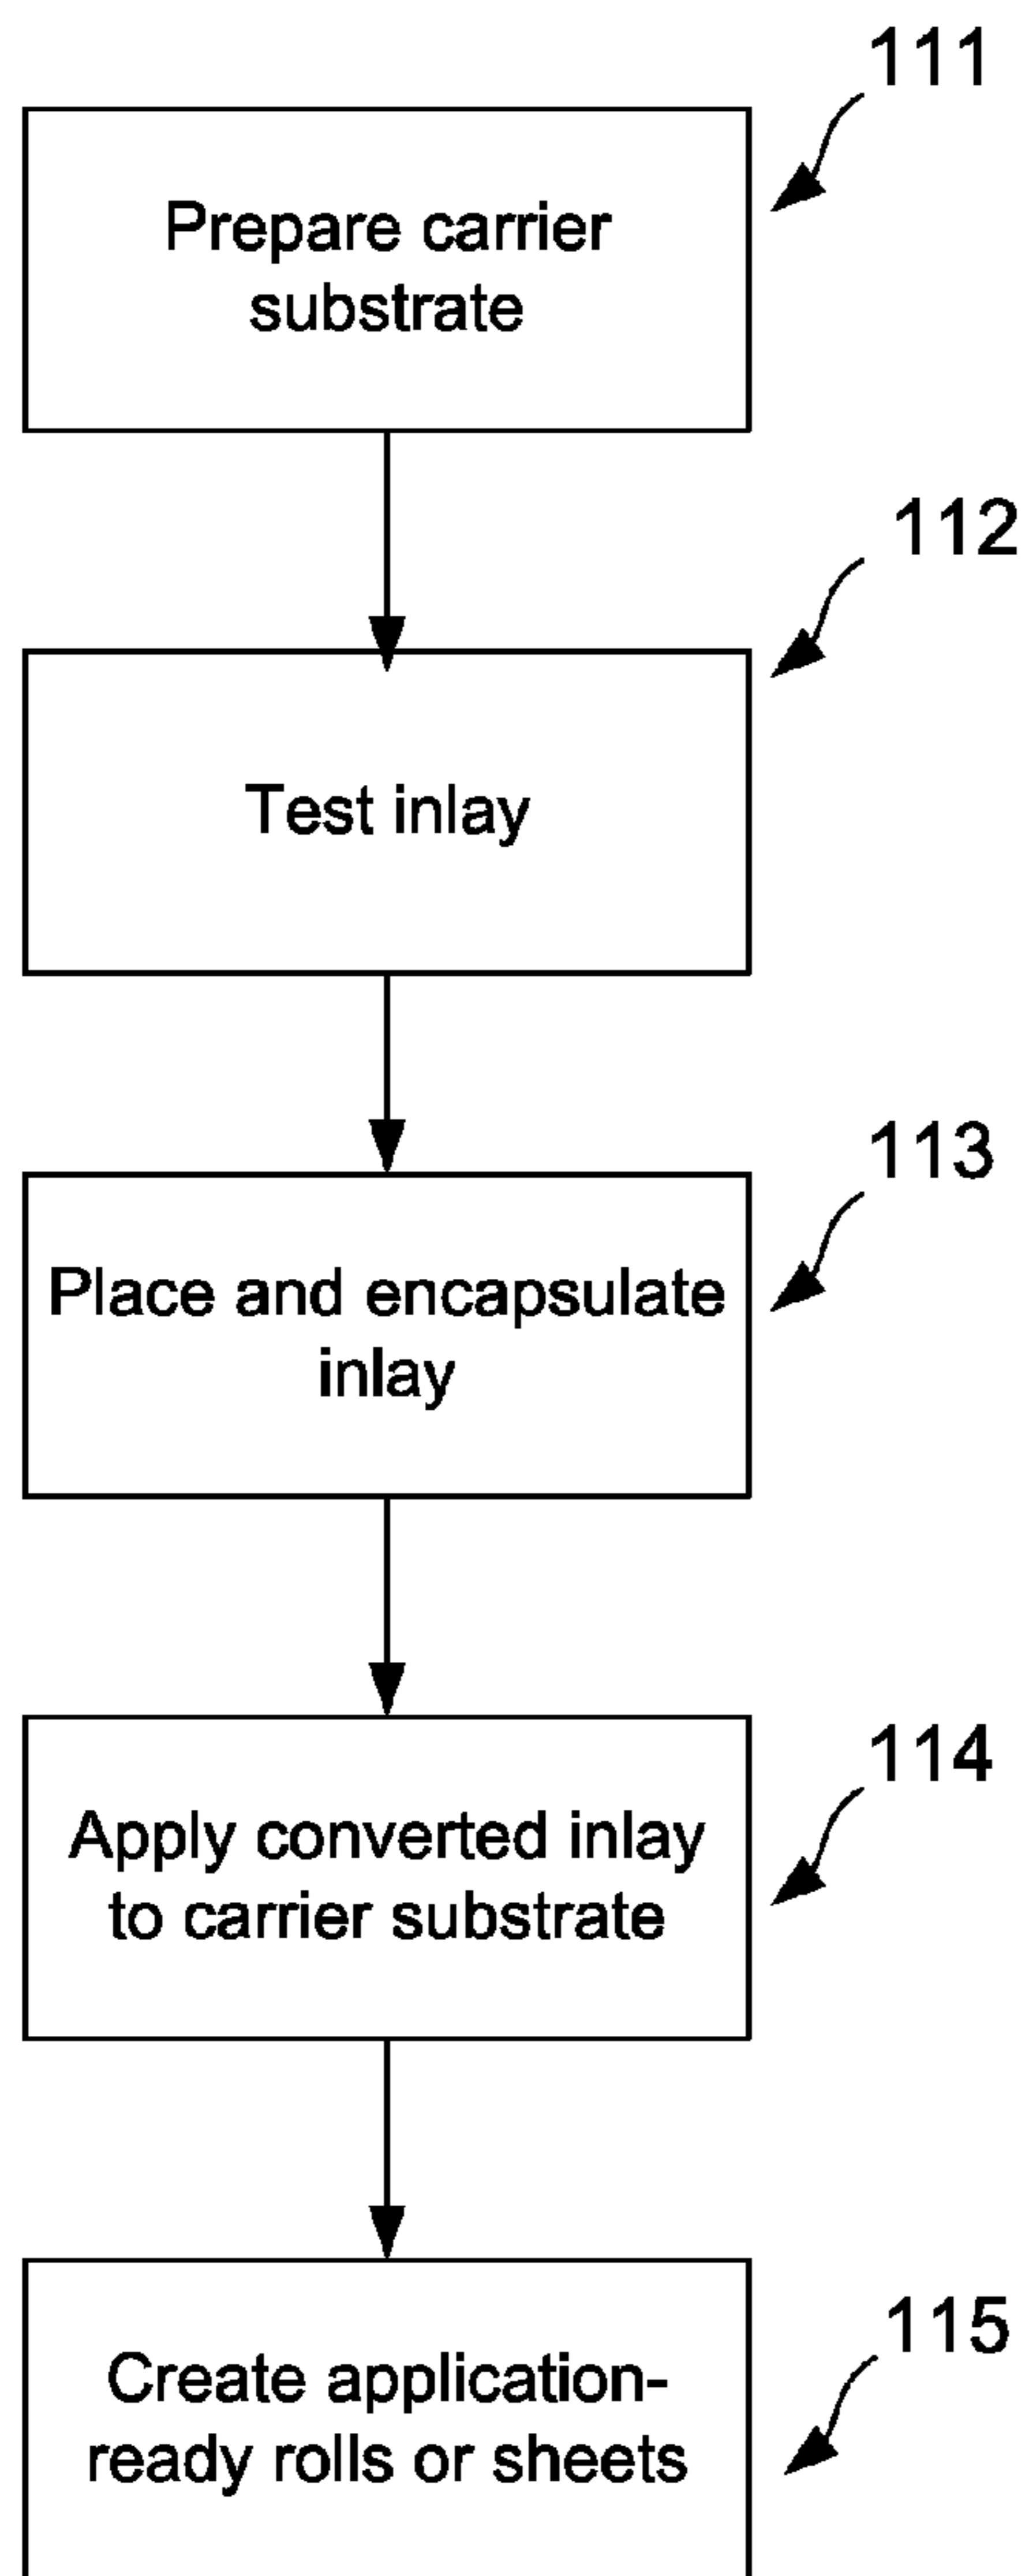 111
Prepare carrier
substrate
112
Test inlay
113
Place and encapsulate
inlay
114
Apply converted inlay
to carrier substrate
115
Create application-
ready rolls or sheets